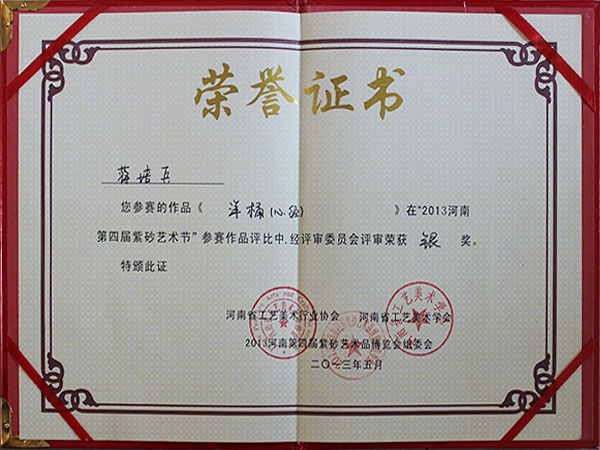 荣誉证书
蒋培兵
您参赛的作品《 洋桶(心经) 》在“2013河南
第四届紫砂艺术节”参赛作品评比中,经评审委员会评审荣获 银 奖。
特颁此证
河南省工艺美术行业协会 河南省工艺美术学会
2013河南第四届紫砂艺术品博览会组委会
二〇一三年五月